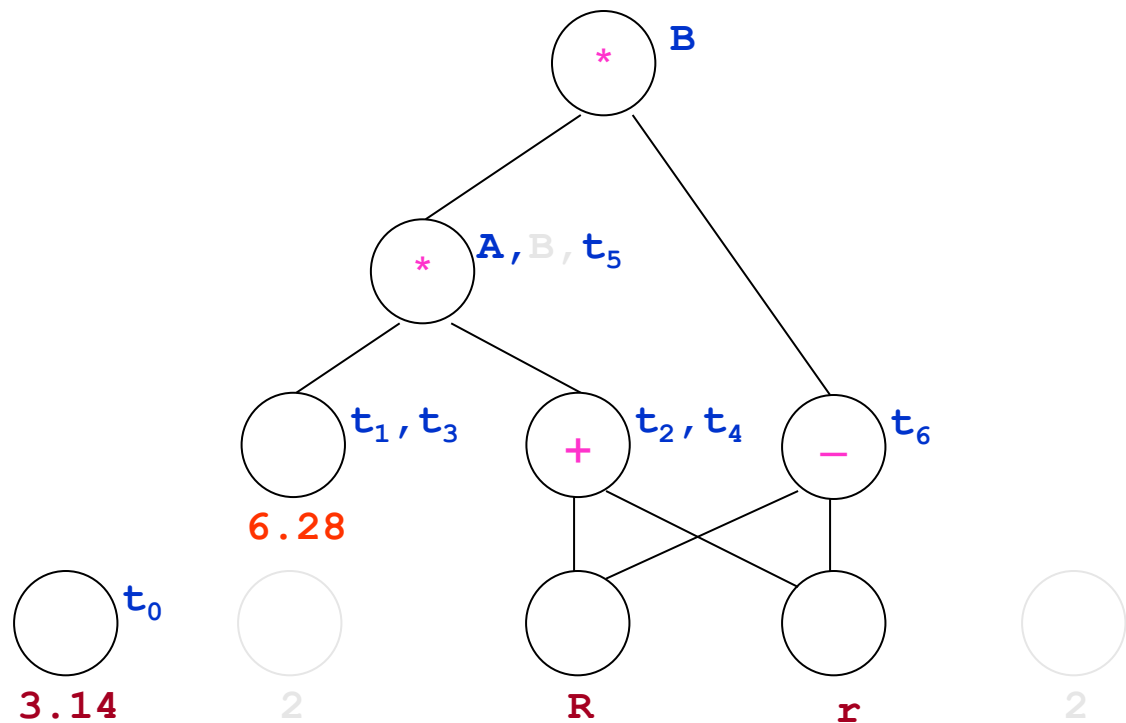 * B
* A, B, t₅
t₁, t₃
+ t₂, t₄
– t₆
6.28
t₀
3.14
2
R
r
2